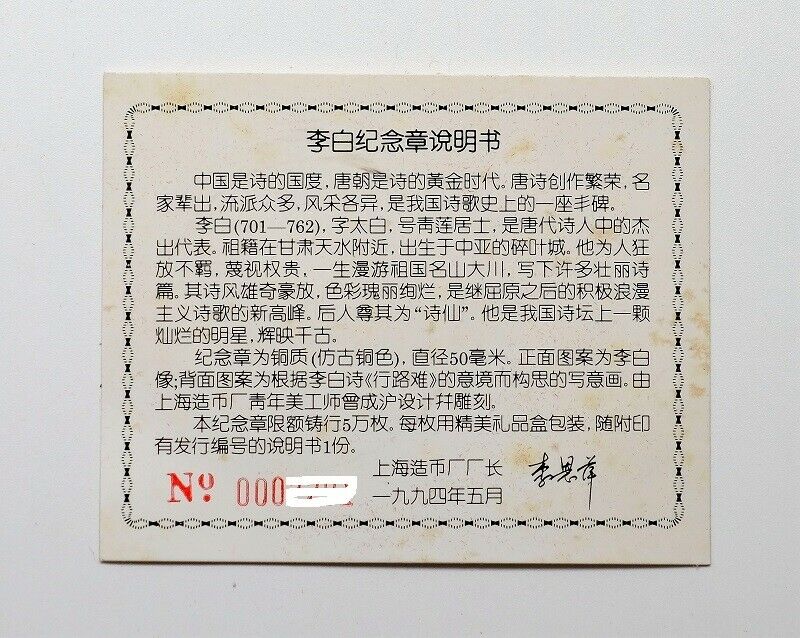 李白纪念章说明书
中国是诗的国度，唐朝是诗的黄金时代。唐诗创作繁荣，名
家辈出，流派众多，风采各异，是我国诗歌史上的一座丰碑。
李白(701—762)，字太白，号青莲居士，是唐代诗人中的杰
出代表。祖籍在甘肃天水附近，出生于中亚的碎叶城。他为人狂
放不羁，蔑视权贵，一生漫游祖国名山大川，写下许多壮丽诗
篇。其诗风雄奇豪放，色彩瑰丽绚烂，是继屈原之后的积极浪漫
主义诗歌的新高峰。后人尊其为“诗仙”。他是我国诗坛上一颗
灿烂的明星，辉映千古。
纪念章为铜质(仿古铜色)，直径50毫米。正面图案为李白
像;背面图案为根据李白诗《行路难》的意境而构思的写意画。由
上海造币厂青年美工师曾成沪设计并雕刻。
本纪念章限额铸行5万枚。每枚用精美礼品盒包装，随附印
有发行编号的说明书1份。
上海造币厂厂长
№ 000
一九九四年五月